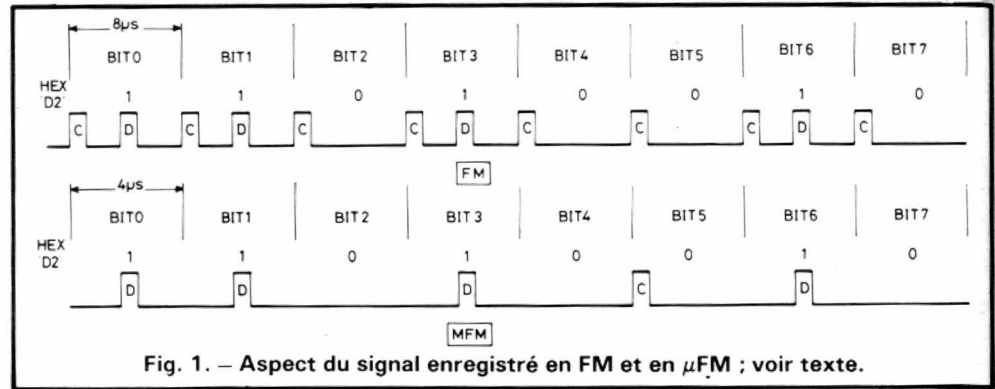 8µs
BIT0 BIT1 BIT2 BIT3 BIT4 BIT5 BIT6 BIT7
HEX
'D2' 1 1 0 1 0 0 1 0
C D C D C C D C C C D C
FM
4µs
BIT0 BIT1 BIT2 BIT3 BIT4 BIT5 BIT6 BIT7
HEX
'D2' 1 1 0 1 0 0 1 0
D D D C D
MFM
Fig. 1. – Aspect du signal enregistré en FM et en µFM ; voir texte.